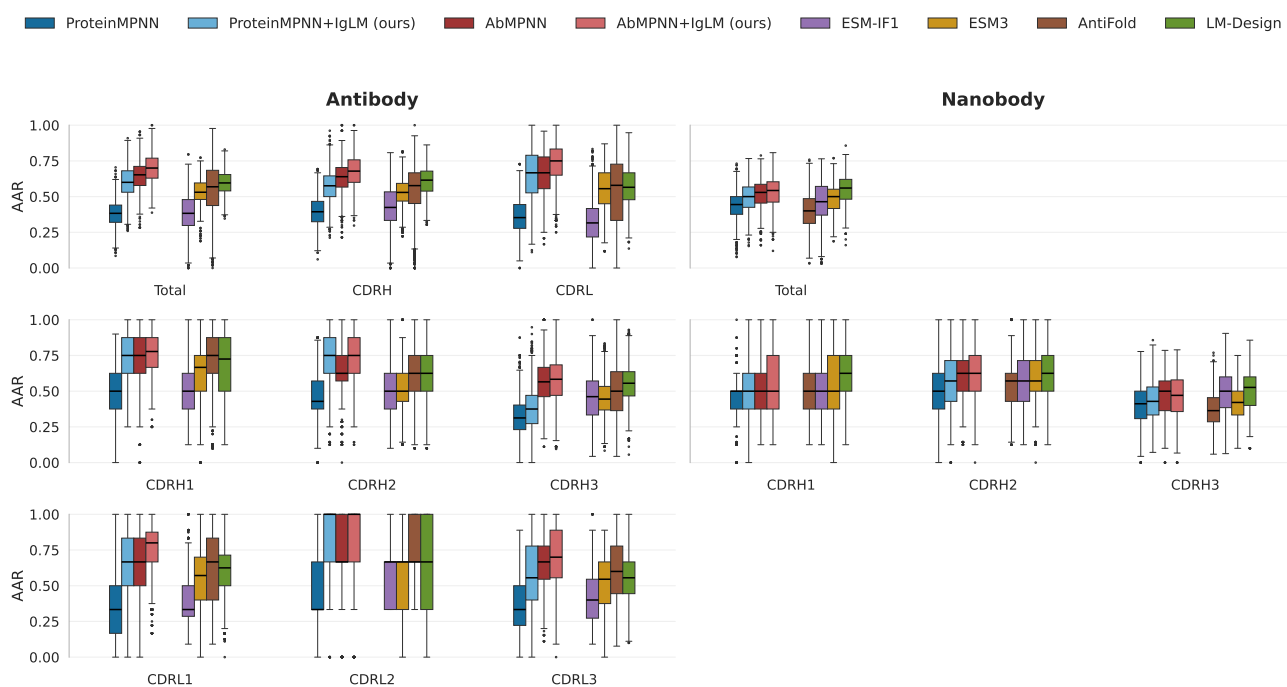 ProteinMPNN ProteinMPNN+IgLM (ours) AbMPNN AbMPNN+IgLM (ours) ESM-IF1 ESM3 AntiFold LM-Design
Antibody Nanobody
1.00
0.75
0.50
0.25
0.00
AAR
Total CDRH CDRL Total
1.00
0.75
0.50
0.25
0.00
AAR
CDRH1 CDRH2 CDRH3 CDRH1 CDRH2 CDRH3
1.00
0.75
0.50
0.25
0.00
AAR
CDRL1 CDRL2 CDRL3